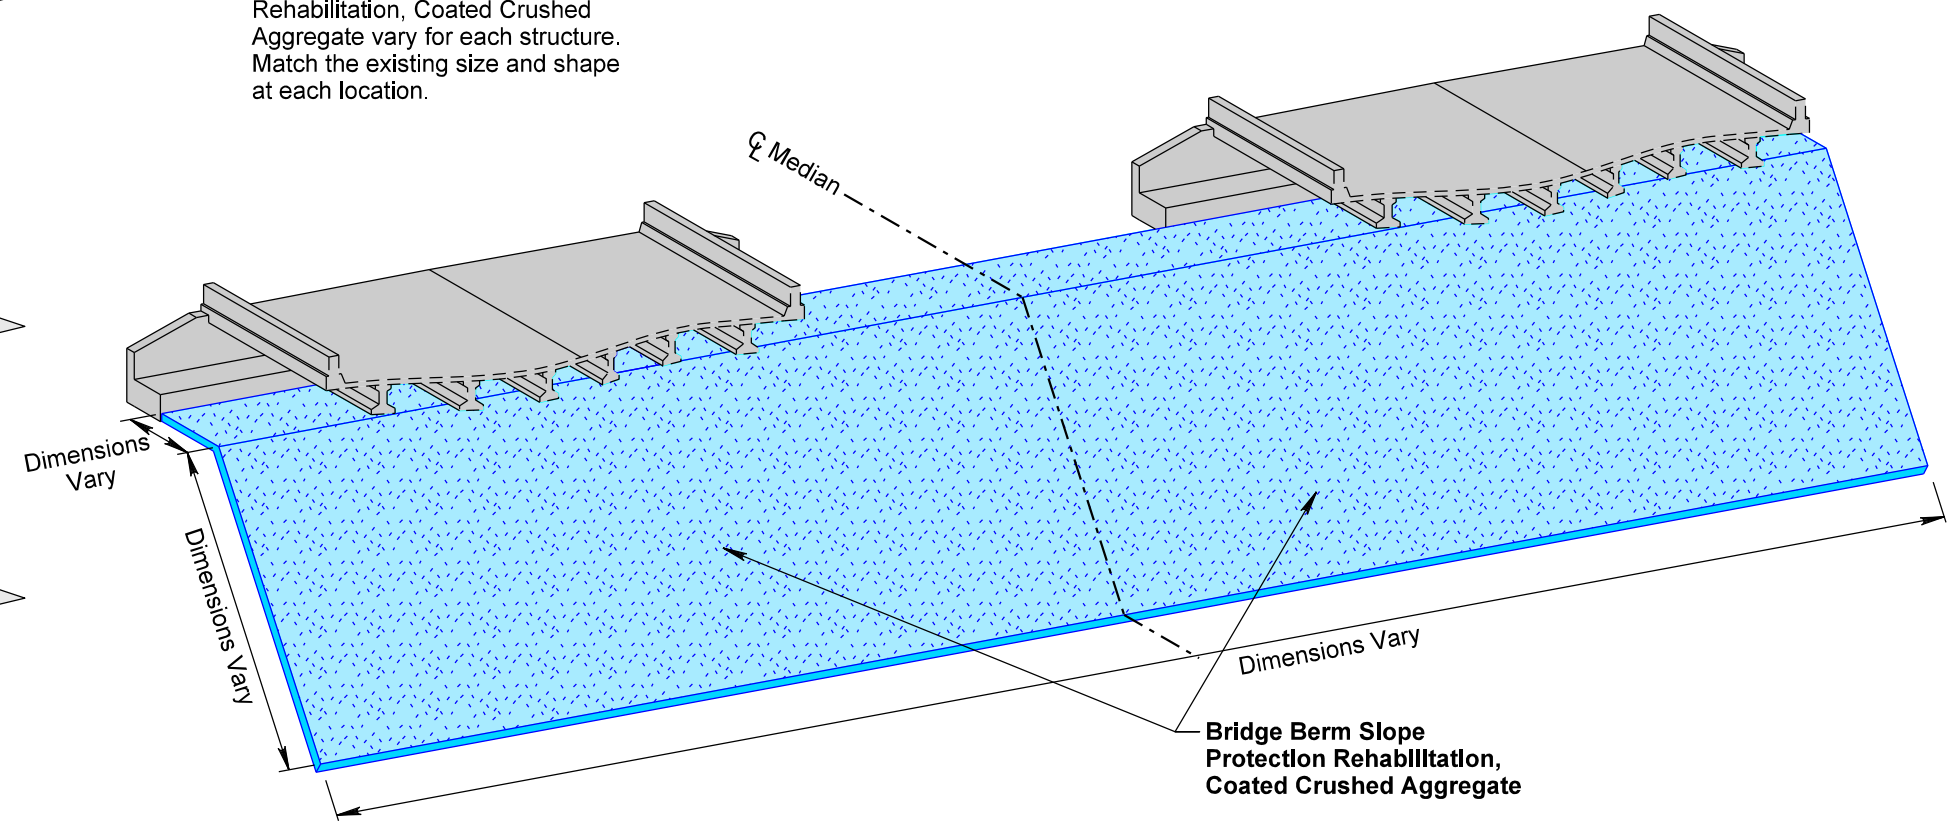 Rehabilitation, Coated Crushed
Aggregate vary for each structure.
Match the existing size and shape
at each location.
℄ Median
Dimensions
Vary
Dimensions Vary
Dimensions Vary
Bridge Berm Slope
Protection Rehabilitation,
Coated Crushed Aggregate